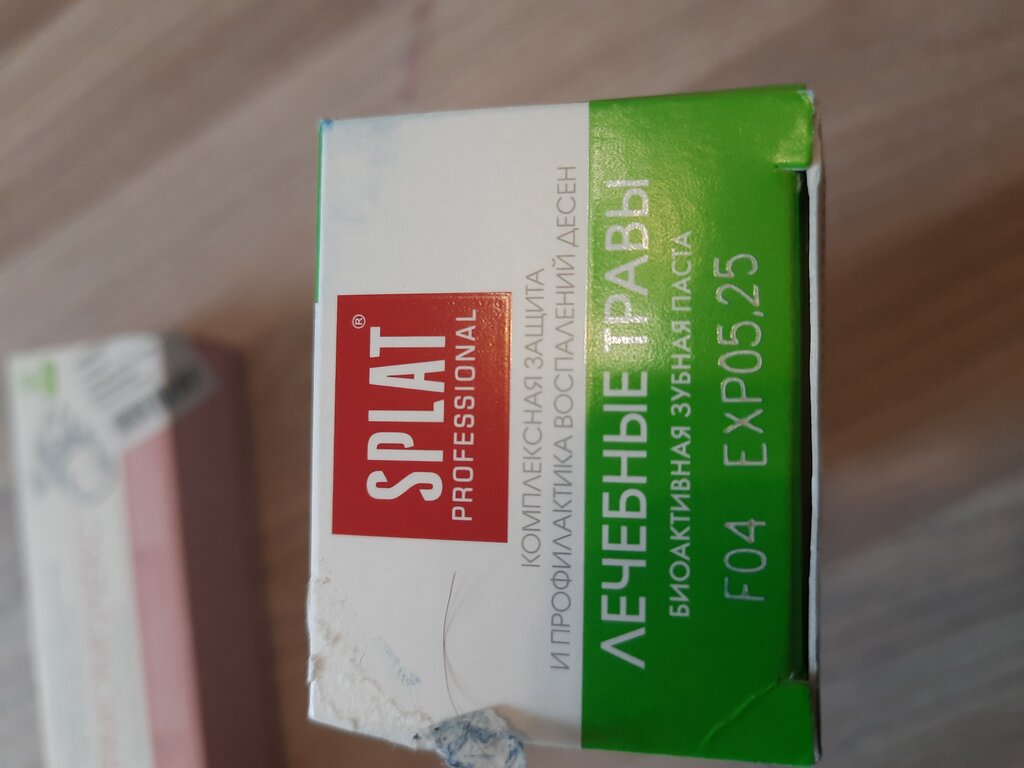 SPLAT®
PROFESSIONAL
КОМПЛЕКСНАЯ ЗАЩИТА
И ПРОФИЛАКТИКА ВОСПАЛЕНИЙ ДЕСЕН
ЛЕЧЕБНЫЕ ТРАВЫ
БИОАКТИВНАЯ ЗУБНАЯ ПАСТА
F04 EXP05,25